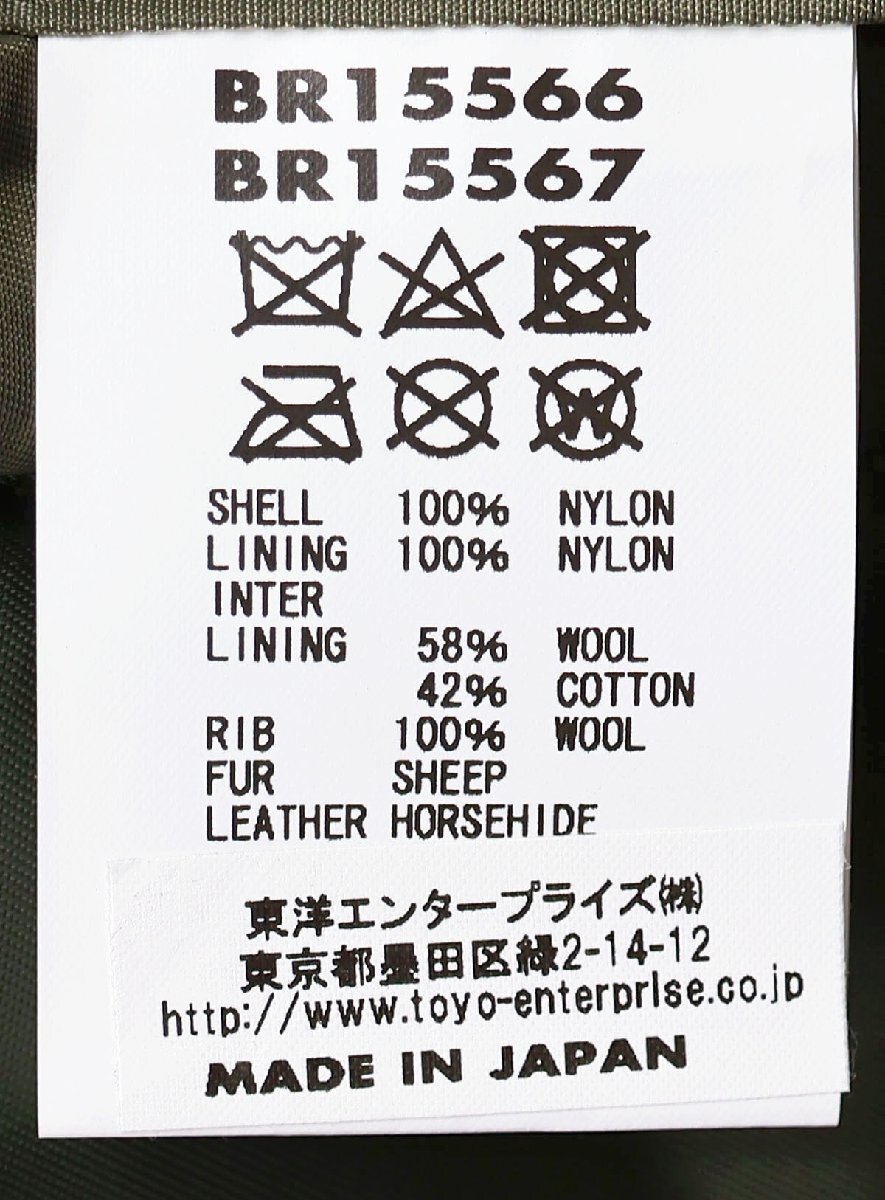 BR15566
BR15567
W
SHELL 100% NYLON
LINING 100% NYLON
INTER
LINING 58% WOOL
42% COTTON
RIB 100% WOOL
FUR SHEEP
LEATHER HORSEHIDE
東洋エンタープライズ㈱
東京都墨田区緑2-14-12
http://www.toyo-enterprise.co.jp
MADE IN JAPAN